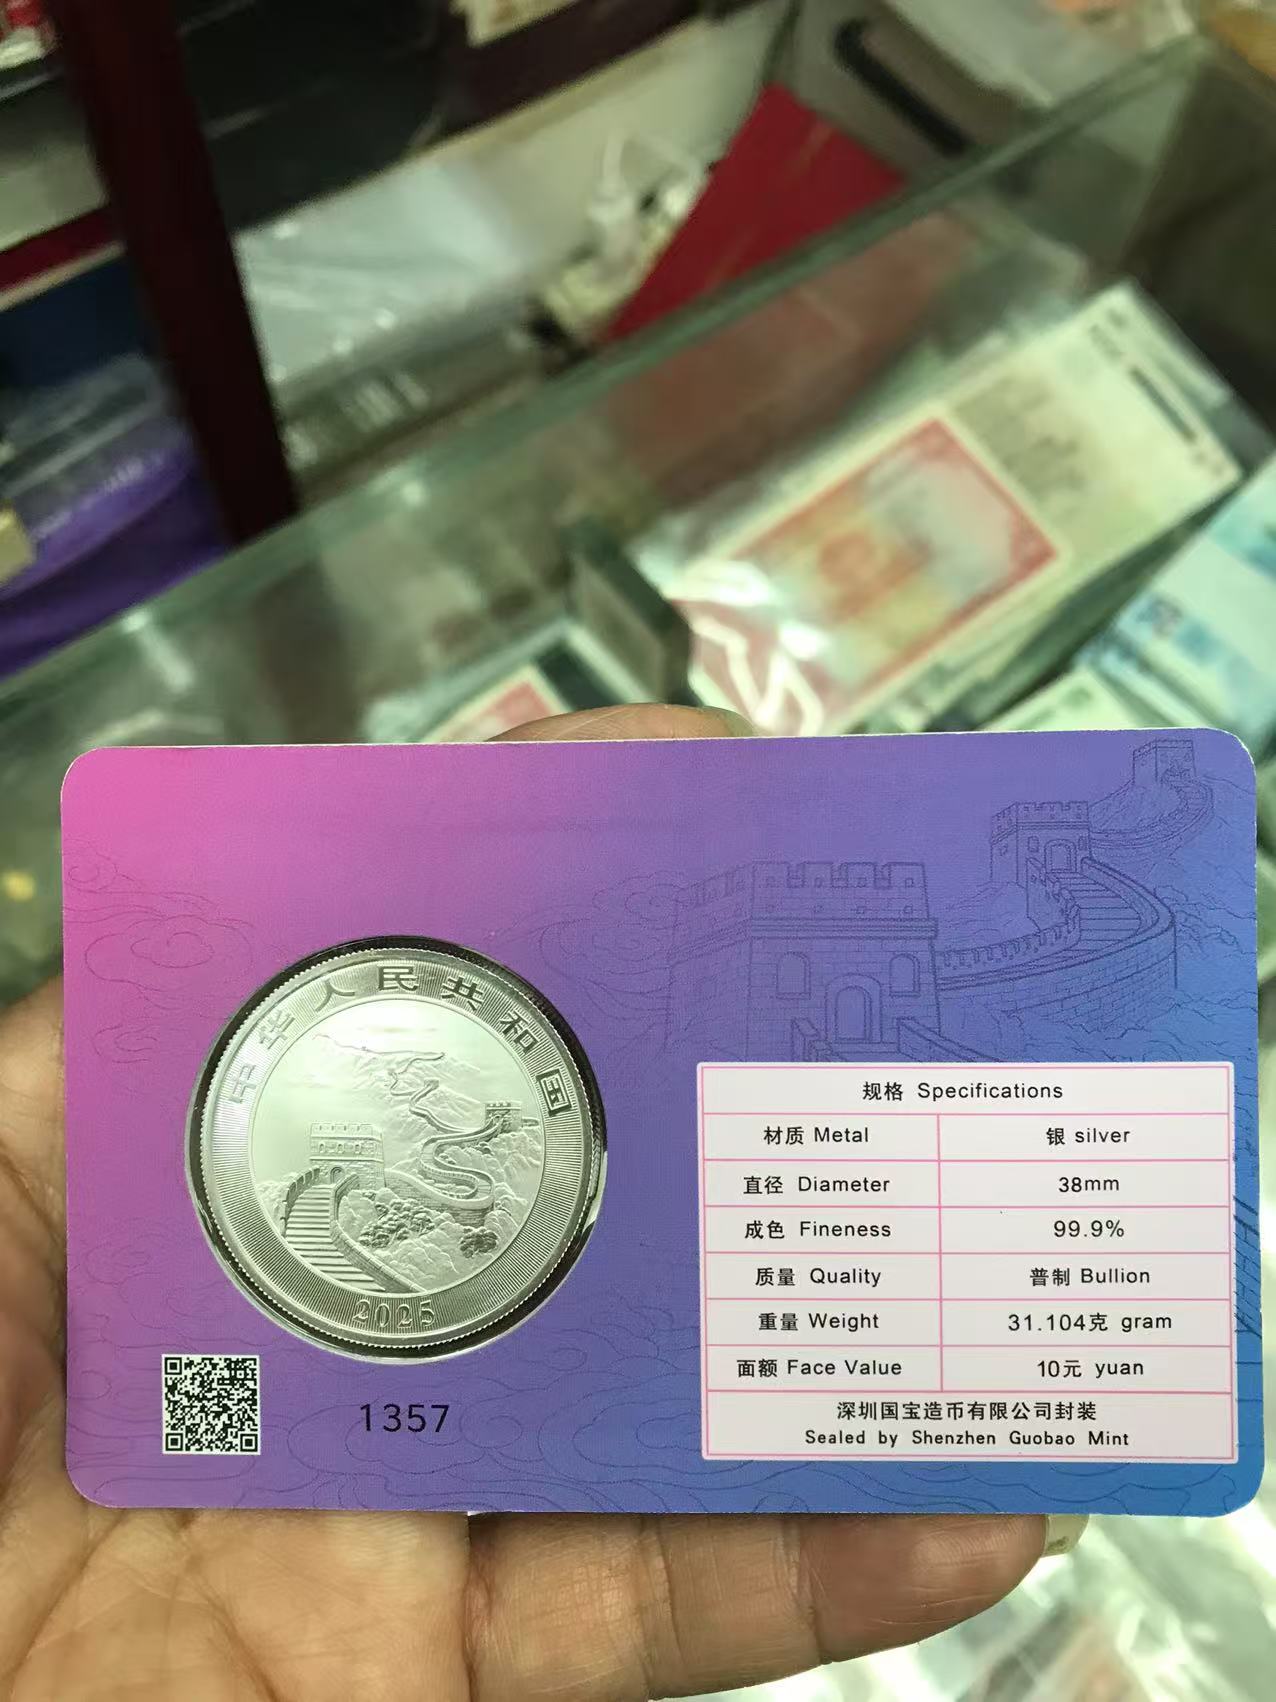 中华人民共和国
2025
1357
规格 Specifications
材质 Metal 银 silver
直径 Diameter 38mm
成色 Fineness 99.9%
质量 Quality 普制 Bullion
重量 Weight 31.104克 gram
面额 Face Value 10元 yuan
深圳国宝造币有限公司封装
Sealed by Shenzhen Guobao Mint